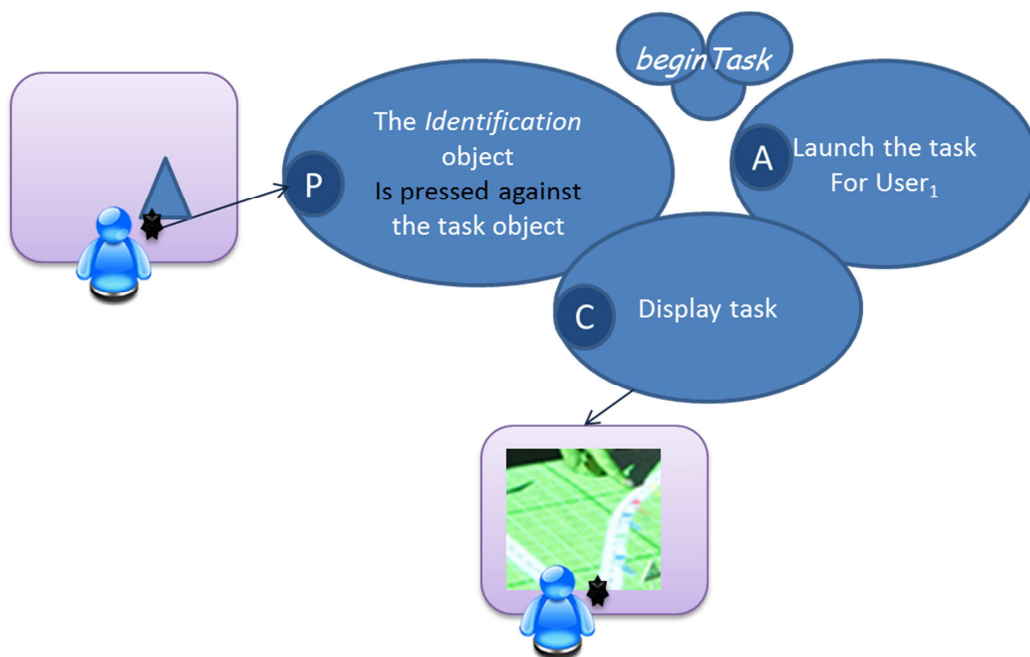 beginTask
The Identification
object
Is pressed against
the task object
P
A
Launch the task
For User₁
C
Display task